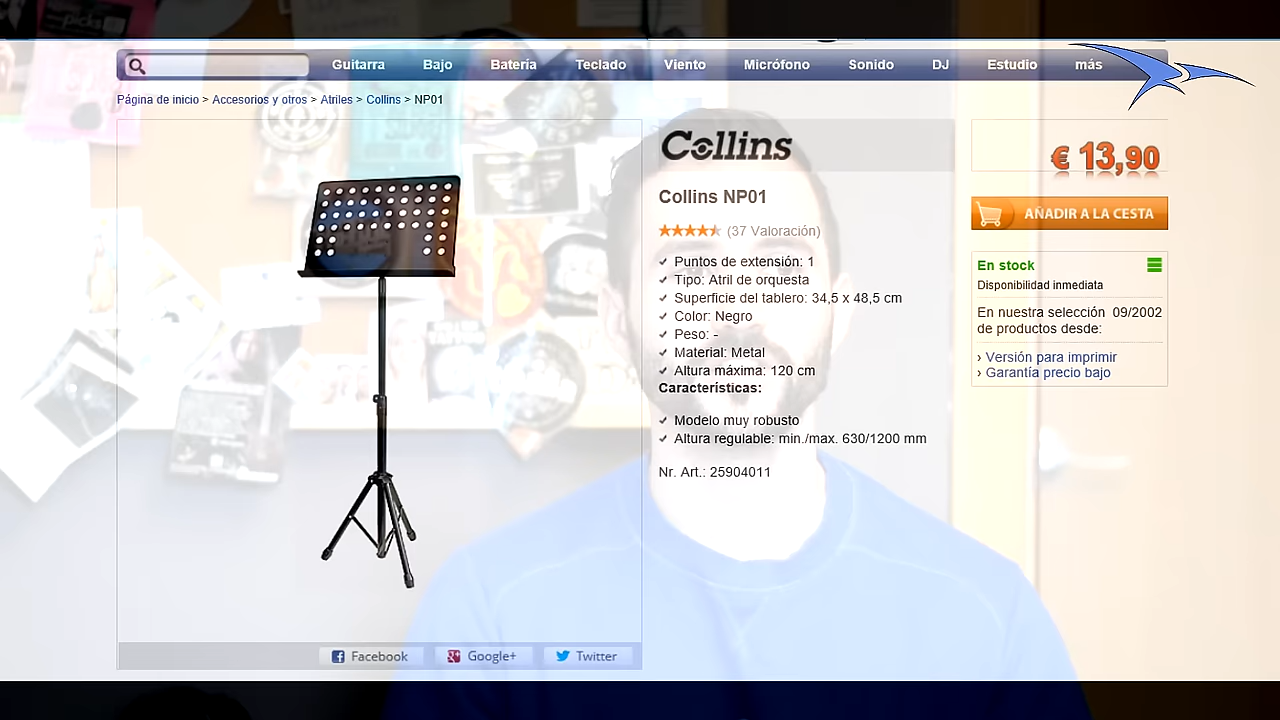 Guitarra Bajo Batería Teclado Viento Micrófono Sonido DJ Estudio más
Página de inicio > Accesorios y otros > Atriles > Collins > NP01
Collins
Collins NP01
(37 Valoración)
Puntos de extensión: 1
Tipo: Atril de orquesta
Superficie del tablero: 34,5 x 48,5 cm
Color: Negro
Peso: -
Material: Metal
Altura máxima: 120 cm
Características:
Modelo muy robusto
Altura regulable: min./max. 630/1200 mm
Nr. Art.: 25904011
€ 13,90
AÑADIR A LA CESTA
En stock
Disponibilidad inmediata
En nuestra selección 09/2002
de productos desde:
› Versión para imprimir
› Garantía precio bajo
Facebook Google+ Twitter
picks